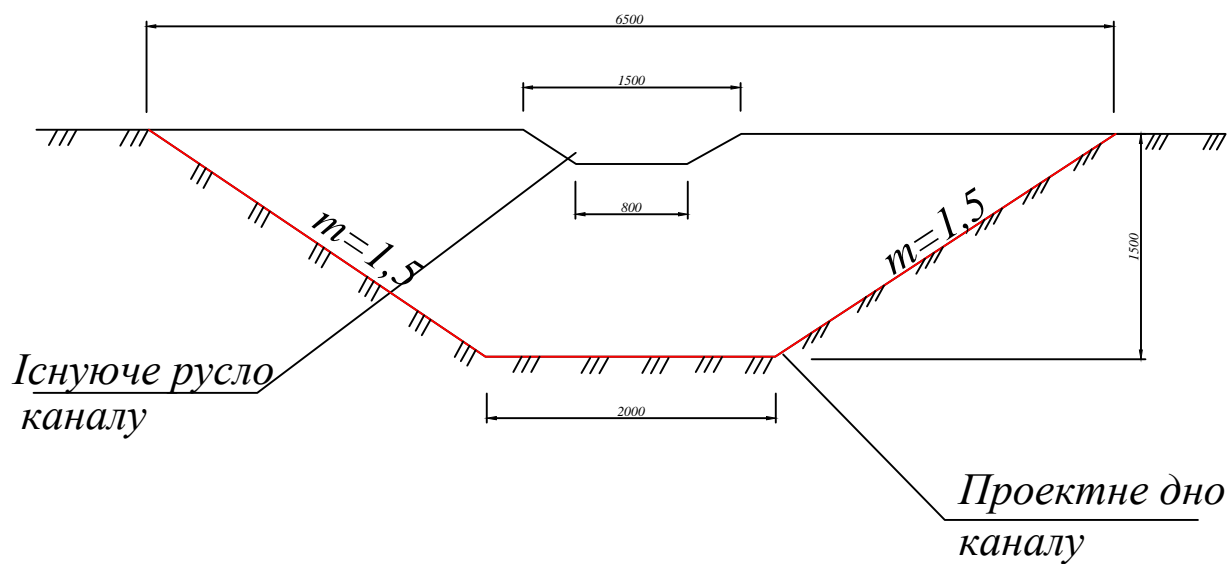 6500
1500
800
m=1,5
m=1,5
1500
Існуюче русло
каналу
2000
Проектне дно
каналу